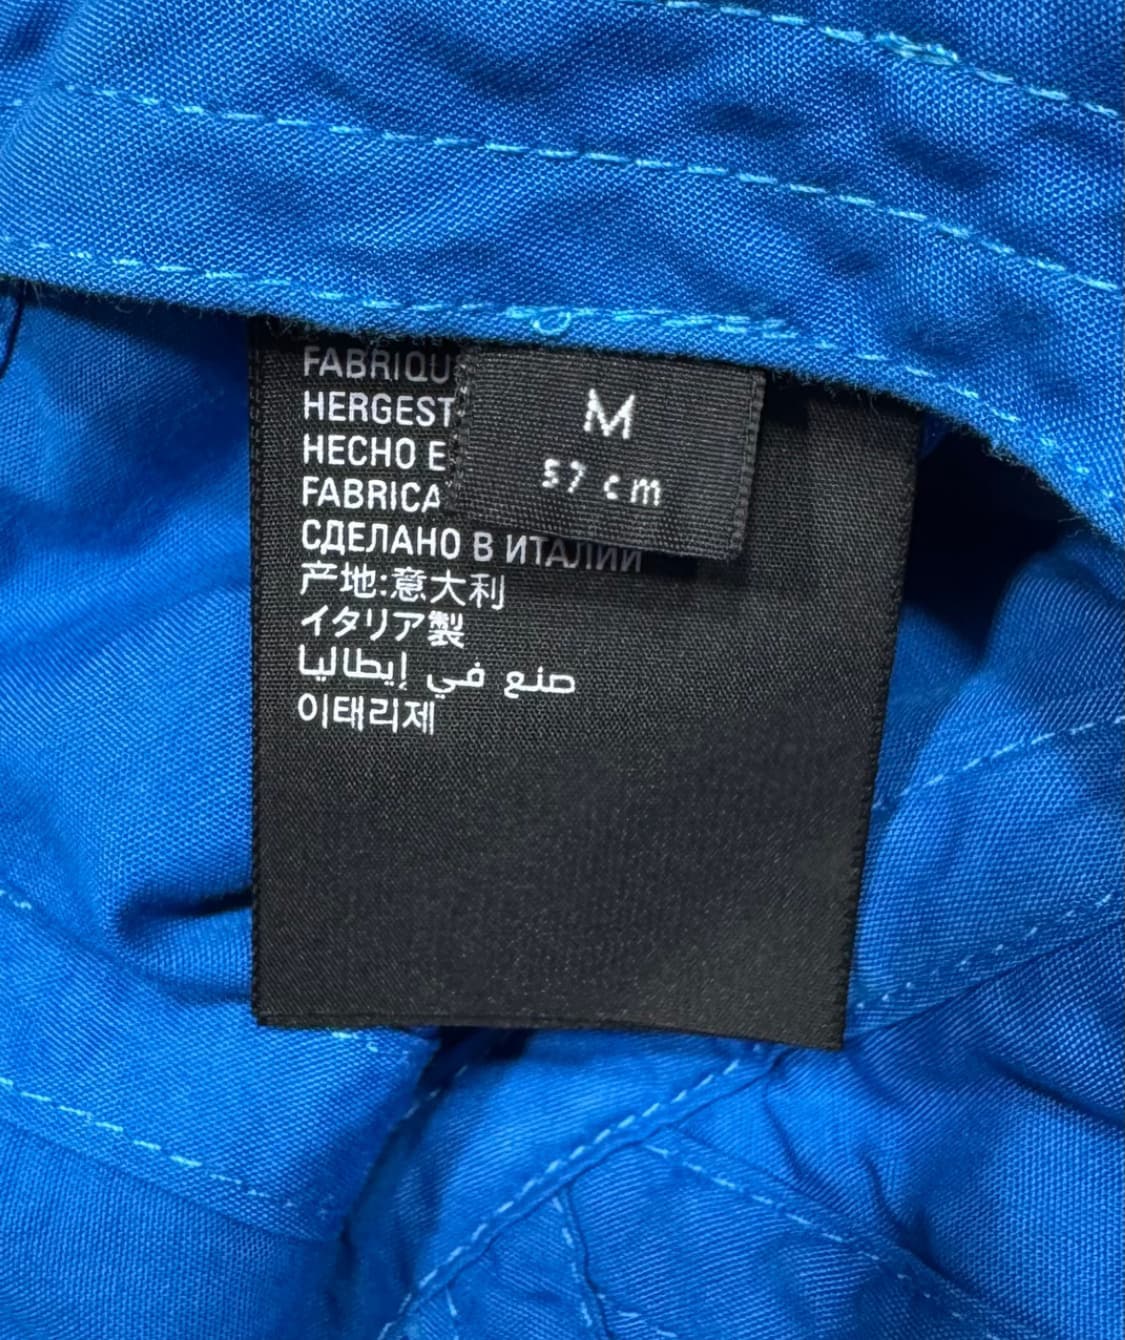 M
57 cm
FABRIQU
HERGEST
HECHO E
FABRICA
СДЕЛАНО В ИТАЛИИ
产地:意大利
イタリア製
صنع في إيطاليا
이태리제